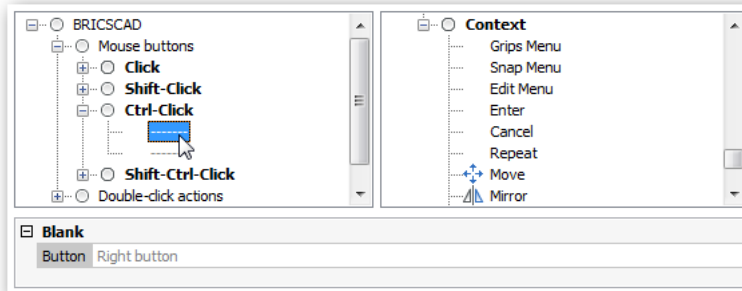 BRICSCAD
Mouse buttons
Click
Shift-Click
Ctrl-Click
Shift-Ctrl-Click
Double-click actions
Context
Grips Menu
Snap Menu
Edit Menu
Enter
Cancel
Repeat
Move
Mirror
Blank
Button Right button